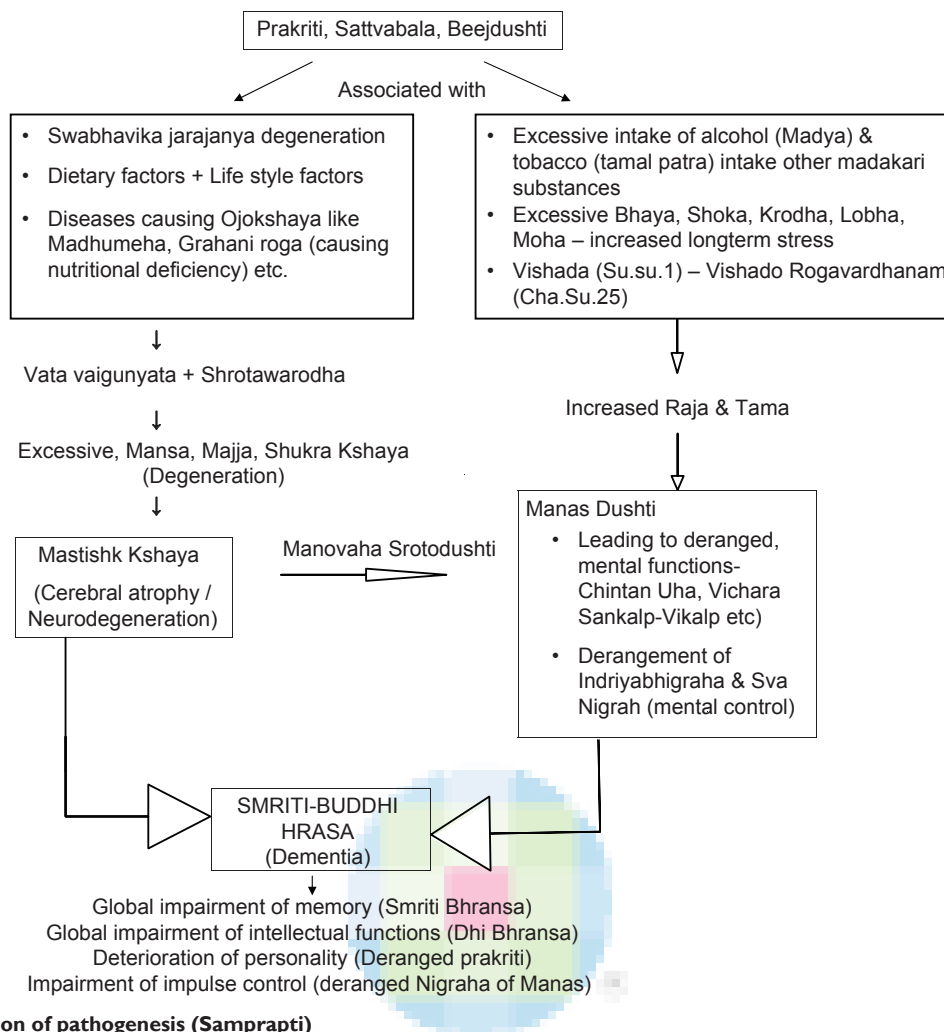 Prakriti, Sattvabala, Beejdushti
Associated with
• Swabhavika jarajanya degeneration
• Dietary factors + Life style factors
• Diseases causing Ojokshaya like
Madhumeha, Grahani roga (causing
nutritional deficiency) etc.
• Excessive intake of alcohol (Madya) &
tobacco (tamal patra) intake other madakari
substances
• Excessive Bhaya, Shoka, Krodha, Lobha,
Moha – increased longterm stress
• Vishada (Su.su.1) – Vishado Rogavardhanam
(Cha.Su.25)
Vata vaigunyata + Shrotawarodha
Increased Raja & Tama
Excessive, Mansa, Majja, Shukra Kshaya
(Degeneration)
Mastishk Kshaya
(Cerebral atrophy /
Neurodegeneration)
Manovaha Srotodushti
Manas Dushti
• Leading to deranged,
mental functions-
Chintan Uha, Vichara
Sankalp-Vikalp etc)
• Derangement of
Indriyabhigraha & Sva
Nigrah (mental control)
SMRITI-BUDDHI
HRASA
(Dementia)
Global impairment of memory (Smriti Bhransa)
Global impairment of intellectual functions (Dhi Bhransa)
Deterioration of personality (Deranged prakriti)
Impairment of impulse control (deranged Nigraha of Manas)
on of pathogenesis (Samprapti)